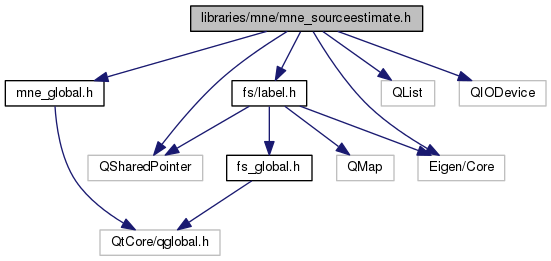 libraries/mne/mne_sourceestimate.h
mne_global.h
fs/label.h
QList
QIODevice
QSharedPointer
fs_global.h
QMap
Eigen/Core
QtCore/qglobal.h